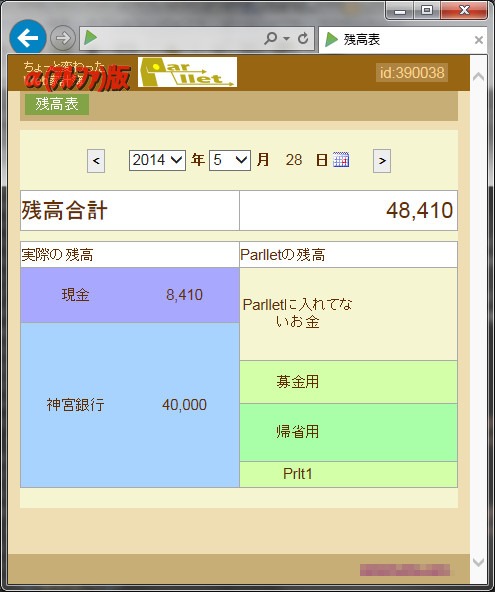 残高表
ちょっと変わった
α(アルファ)版
Parllet
id:390038
残高表
< 2014 年 5 月 28 日 >
残高合計 48,410
実際の残高 Parlletの残高
現金 8,410
Parlletに入れてな
いお金
募金用
神宮銀行 40,000
帰省用
Prlt1